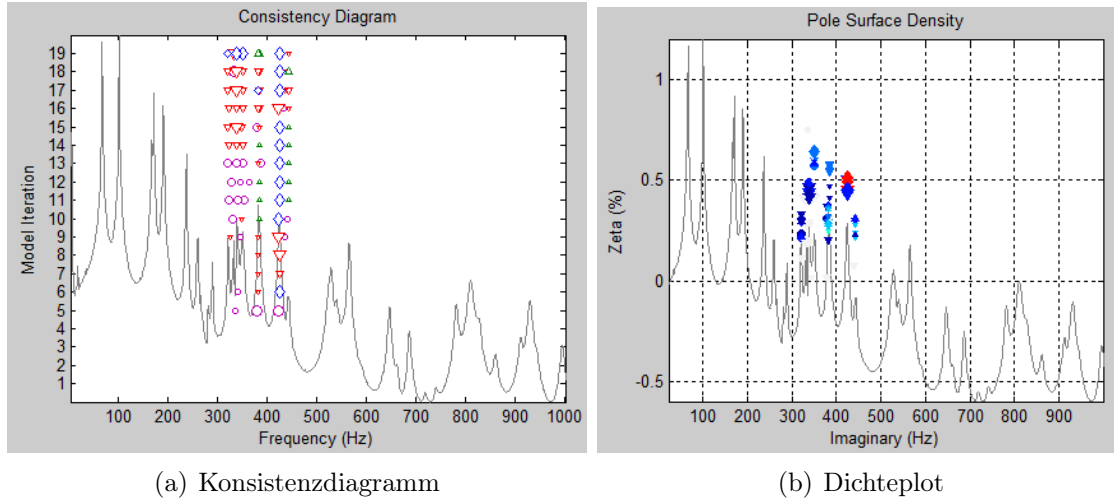 Consistency Diagram
Model Iteration
19
18
17
16
15
14
13
12
11
10
9
8
7
6
5
4
3
2
1
100 200 300 400 500 600 700 800 900 1000
Frequency (Hz)
(a) Konsistenzdiagramm
Pole Surface Density
Zeta (%)
1
0.5
0
-0.5
100 200 300 400 500 600 700 800 900
Imaginary (Hz)
(b) Dichteplot